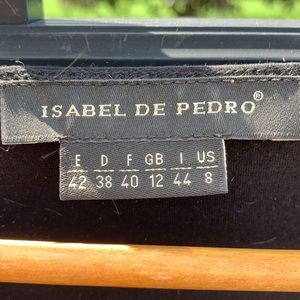 ISABEL DE PEDRO®
E D F GB I US
42 38 40 12 44 8